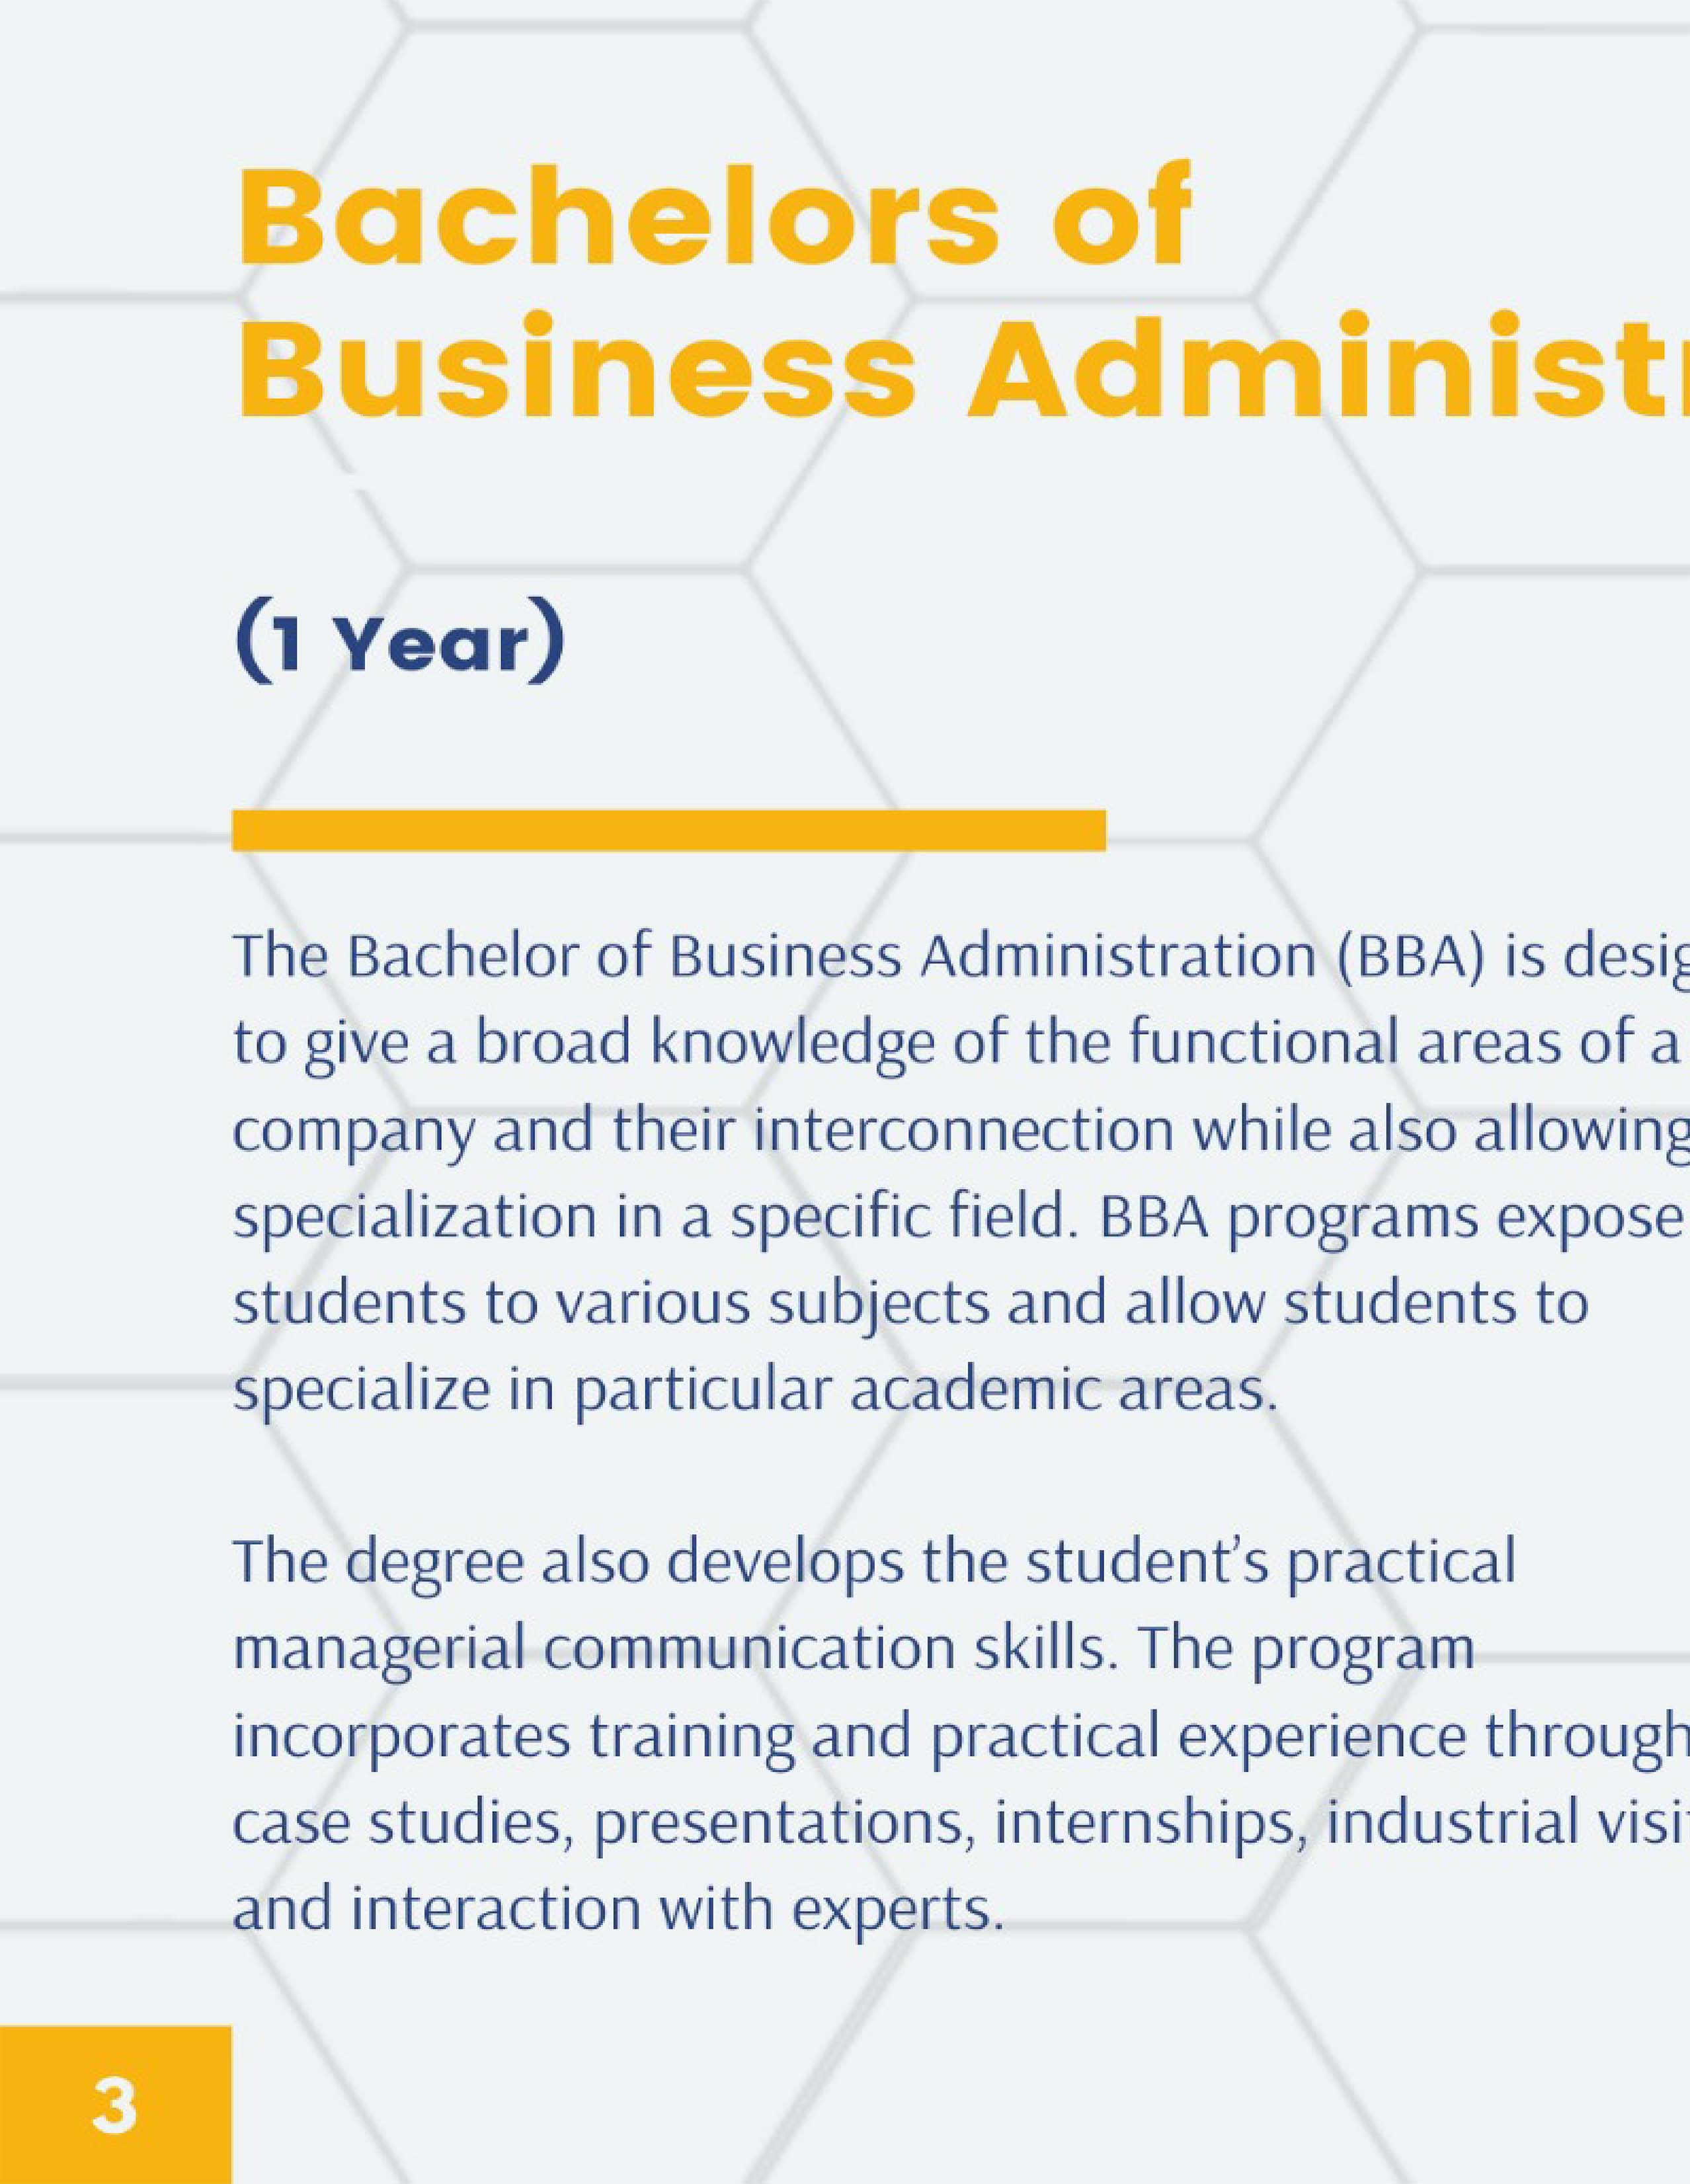 Bachelors of
Business Administr
(1 Year)
The Bachelor of Business Administration (BBA) is desig
to give a broad knowledge of the functional areas of a
company and their interconnection while also allowing
specialization in a specific field. BBA programs expose
students to various subjects and allow students to
specialize in particular academic areas.
The degree also develops the student’s practical
managerial communication skills. The program
incorporates training and practical experience through
case studies, presentations, internships, industrial visit
and interaction with experts.
3